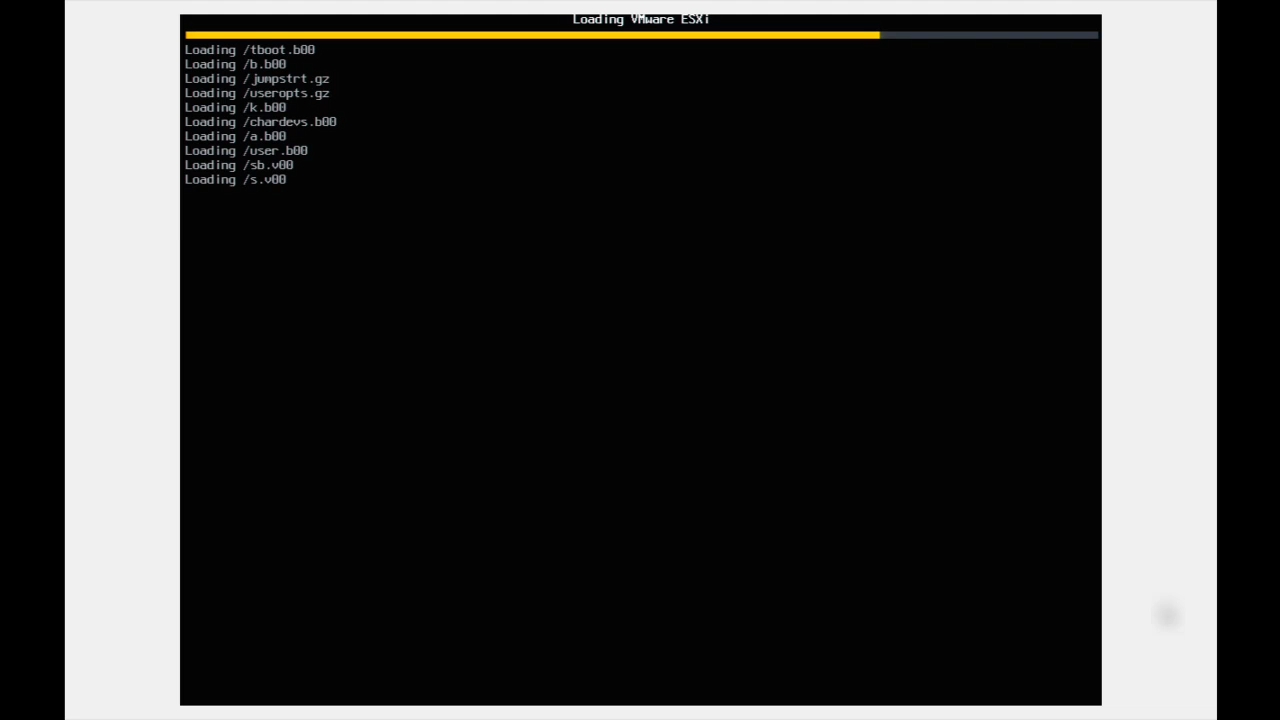 Loading VMware ESXi
Loading /tboot.b00
Loading /b.b00
Loading /jumpstrt.gz
Loading /useropts.gz
Loading /k.b00
Loading /chardevs.b00
Loading /a.b00
Loading /user.b00
Loading /sb.v00
Loading /s.v00